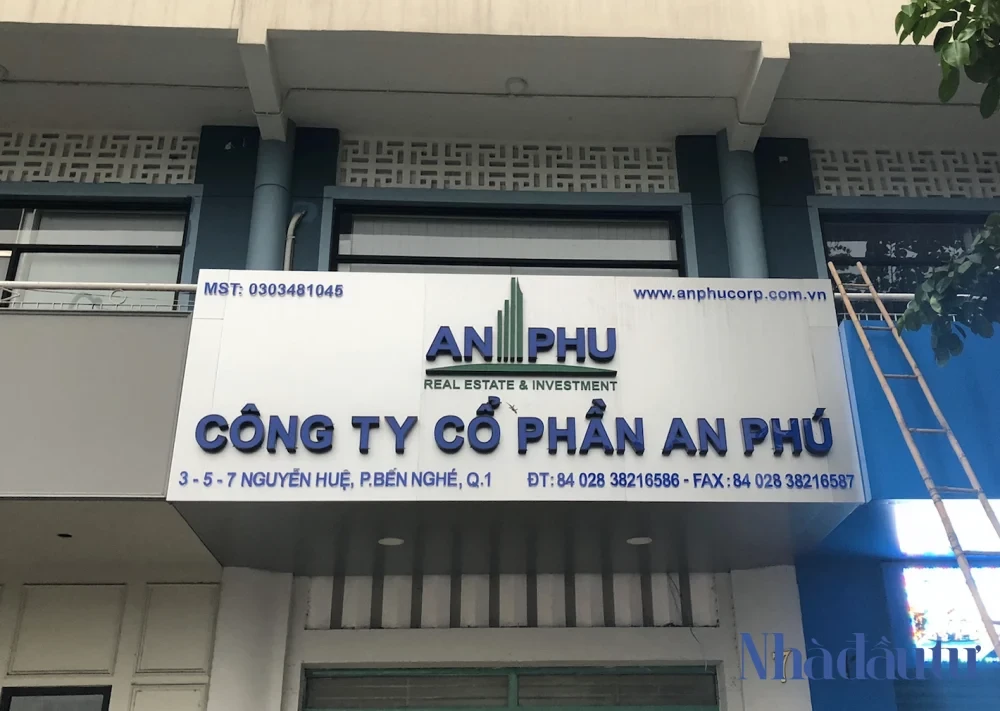 MST: 0303481045
www.anphucorp.com.vn
AN PHU
REAL ESTATE & INVESTMENT
CÔNG TY CỔ PHẦN AN PHÚ
3 - 5 - 7 NGUYỄN HUỆ, P.BẾN NGHÉ, Q.1 ĐT: 84 028 38216586 - FAX : 84 028 38216587
7
Nhàđầutư